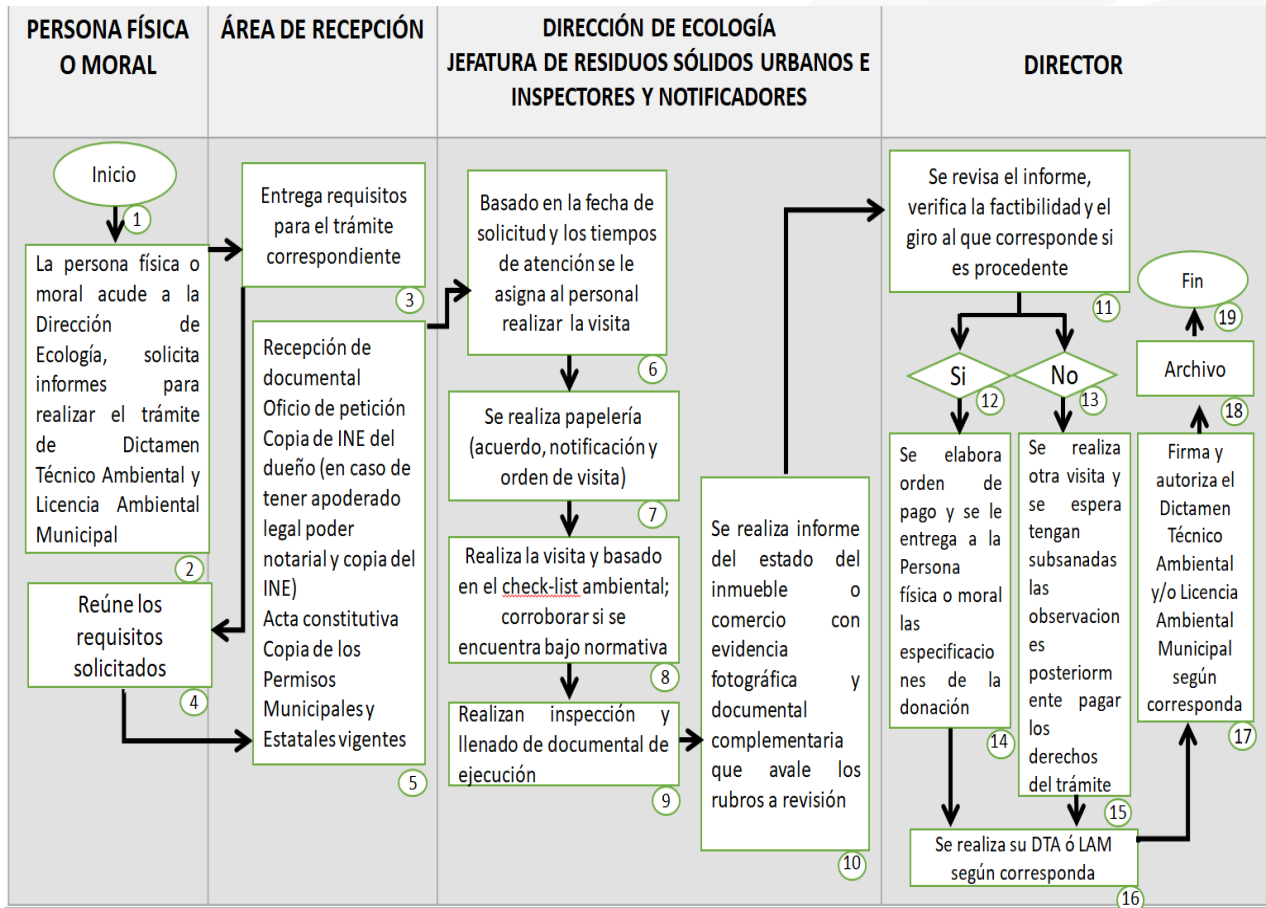 PERSONA FÍSICA
O MORAL
ÁREA DE RECEPCIÓN
DIRECCIÓN DE ECOLOGÍA
JEFATURA DE RESIDUOS SÓLIDOS URBANOS E
INSPECTORES Y NOTIFICADORES
DIRECTOR
Inicio
1
La persona física o
moral acude a la
Dirección de
Ecología, solicita
informes para
realizar el trámite
de Dictamen
Técnico Ambiental y
Licencia Ambiental
Municipal
2
Entrega requisitos
para el trámite
correspondiente
3
Reúne los
requisitos
solicitados
4
Recepción de
documental
Oficio de petición
Copia de INE del
dueño (en caso de
tener apoderado
legal poder
notarial y copia del
INE)
Acta constitutiva
Copia de los
Permisos
Municipales y
Estatales vigentes
5
Basado en la fecha de
solicitud y los tiempos
de atención se le
asigna al personal
realizar la visita
6
Se realiza papelería
(acuerdo, notificación y
orden de visita)
7
Realiza la visita y basado
en el check-list ambiental;
corroborar si se
encuentra bajo normativa
8
Realizan inspección y
llenado de documental de
ejecución
9
Se realiza informe
del estado del
inmueble o
comercio con
evidencia
fotográfica y
documental
complementaria
que avale los
rubros a revisión
10
Se revisa el informe,
verifica la factibilidad y el
giro al que corresponde si
es procedente
11
Si
12
No
13
Se elabora
orden de
pago y se le
entrega a la
Persona
física o moral
las
especificacio
nes de la
donación
14
Se realiza
otra visita y
se espera
tengan
subsanadas
las
observacion
es
posteriorm
ente pagar
los
derechos
del trámite
15
Se realiza su DTA ó LAM
según corresponda
16
Firma y
autoriza el
Dictamen
Técnico
Ambiental
y/o Licencia
Ambiental
Municipal
según
corresponda
17
Archivo
18
Fin
19